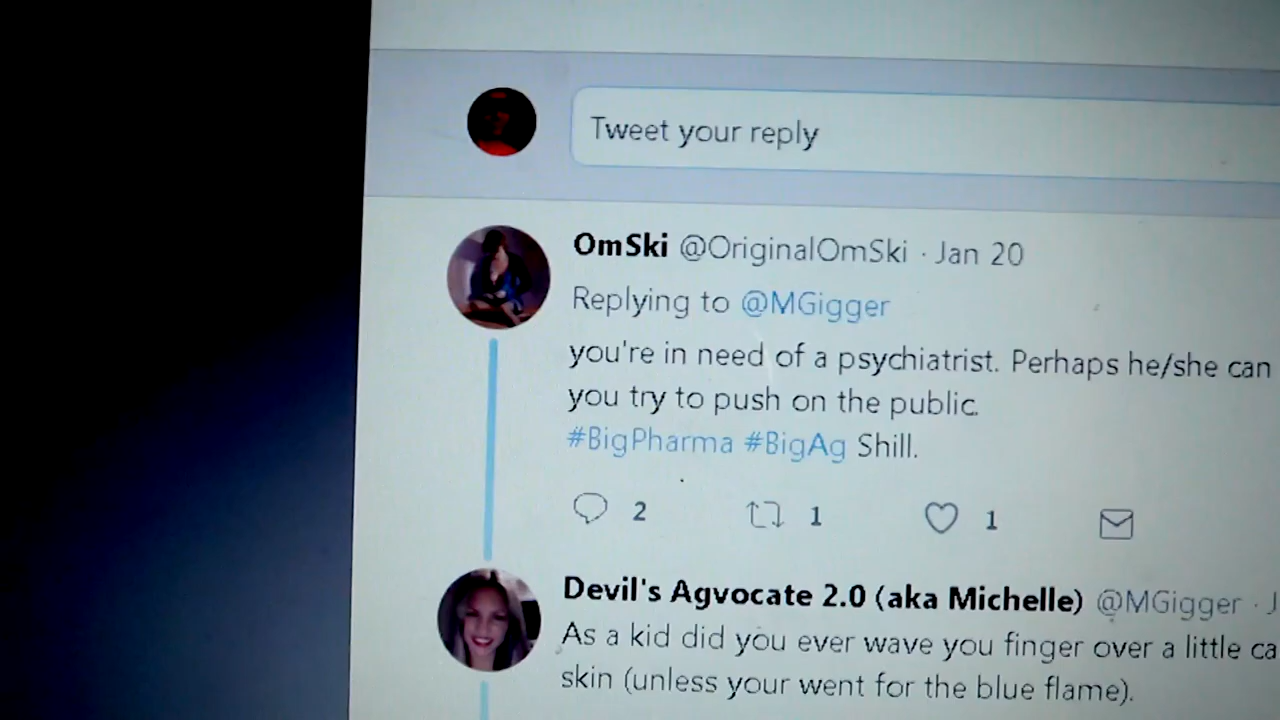 Tweet your reply
OmSki @OriginalOmSki · Jan 20
Replying to @MGigger
you're in need of a psychiatrist. Perhaps he/she can
you try to push on the public.
#BigPharma #BigAg Shill.
2 1 1
Devil's Agvocate 2.0 (aka Michelle) @MGigger ·
As a kid did you ever wave you finger over a little
skin (unless your went for the blue flame).